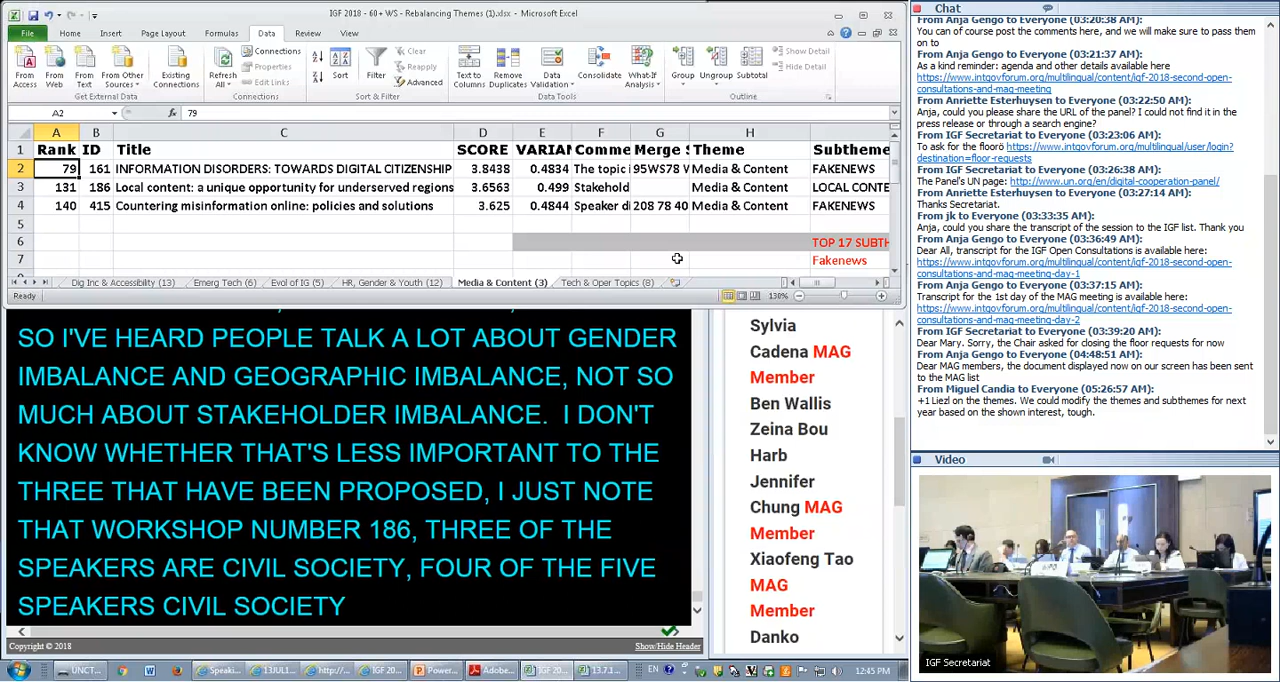 IGF 2018 - 60+ WS - Rebalancing Themes (1).xlsx - Microsoft Excel
File Home Insert Page Layout Formulas Data Review View
From Access
From Web
From Text
From Other Sources
Existing Connections
Refresh All
Connections
Properties
Edit Links
Sort
Filter
Clear
Reapply
Advanced
Text to Columns
Remove Duplicates
Data Validation
Consolidate
What-If Analysis
Group
Ungroup
Subtotal
Show Detail
Hide Detail
Get External Data Connections Sort & Filter Data Tools Outline
A2 fx 79
A B C D E F G H I
1 Rank ID Title SCORE VARIAN Comme Merge S Theme Subtheme
2 79 161 INFORMATION DISORDERS: TOWARDS DIGITAL CITIZENSHIP 3.8438 0.4834 The topic i 95WS78 W Media & Content FAKENEWS
3 131 186 Local content: a unique opportunity for underserved regions 3.6563 0.499 Stakehold Media & Content LOCAL CONTE
4 140 415 Countering misinformation online: policies and solutions 3.625 0.4844 Speaker di 208 78 40 Media & Content FAKENEWS
5
6 TOP 17 SUBTH
7 Fakenews
Dig Inc & Accessibility (13) Emerg Tech (6) Evol of IG (5) HR, Gender & Youth (12) Media & Content (3) Tech & Oper Topics (8)
Ready 130%
SO I'VE HEARD PEOPLE TALK A LOT ABOUT GENDER
IMBALANCE AND GEOGRAPHIC IMBALANCE, NOT SO
MUCH ABOUT STAKEHOLDER IMBALANCE. I DON'T
KNOW WHETHER THAT'S LESS IMPORTANT TO THE
THREE THAT HAVE BEEN PROPOSED, I JUST NOTE
THAT WORKSHOP NUMBER 186, THREE OF THE
SPEAKERS ARE CIVIL SOCIETY, FOUR OF THE FIVE
SPEAKERS CIVIL SOCIETY
Copyright © 2018 Show/Hide Header
Sylvia
Cadena MAG
Member
Ben Wallis
Zeina Bou
Harb
Jennifer
Chung MAG
Member
Xiaofeng Tao
MAG
Member
Danko
Chat
From Anja Gengo to Everyone (03:20:38 AM):
You can of course post the comments here, and we will make sure to pass them
on to
From Anja Gengo to Everyone (03:21:37 AM):
As a kind reminder: agenda and other details available here
https://www.intgovforum.org/multilingual/content/igf-2018-second-open-
consultations-and-mag-meeting
From Anriette Esterhuysen to Everyone (03:22:50 AM):
Anja, could you please share the URL of the panel? I could not find it in the
press release or through a search engine?
From IGF Secretariat to Everyone (03:23:06 AM):
To ask for the floorö https://www.intgovforum.org/multilingual/user/login?
destination=floor-requests
From IGF Secretariat to Everyone (03:26:38 AM):
The Panel's UN page: http://www.un.org/en/digital-cooperation-panel/
From Anriette Esterhuysen to Everyone (03:27:14 AM):
Thanks Secretariat.
From jk to Everyone (03:33:35 AM):
Anja, could you share the transcript of the session to the IGF list. Thank you
From Anja Gengo to Everyone (03:36:49 AM):
Dear All, transcript for the IGF Open Consultations is available here:
https://www.intgovforum.org/multilingual/content/igf-2018-second-open-
consultations-and-mag-meeting-day-1
From Anja Gengo to Everyone (03:37:15 AM):
Transcript for the 1st day of the MAG meeting is available here:
https://www.intgovforum.org/multilingual/content/igf-2018-second-open-
consultations-and-mag-meeting-day-2
From IGF Secretariat to Everyone (03:39:20 AM):
Dear Mary. Sorry, the Chair asked for closing the floor requests for now
From Anja Gengo to Everyone (04:48:51 AM):
Dear MAG members, the document displayed now on our screen has been sent
to the MAG list
From Miguel Candia to Everyone (05:26:57 AM):
+1 Liezl on the themes. We could modify the themes and subthemes for next
year based on the shown interest, tough.
Video
IGF Secretariat
UNCT... Speaki... 13JUL1... http://... IGF 20... Power... Adobe... IGF 20... 13.7.1... EN 12:45 PM